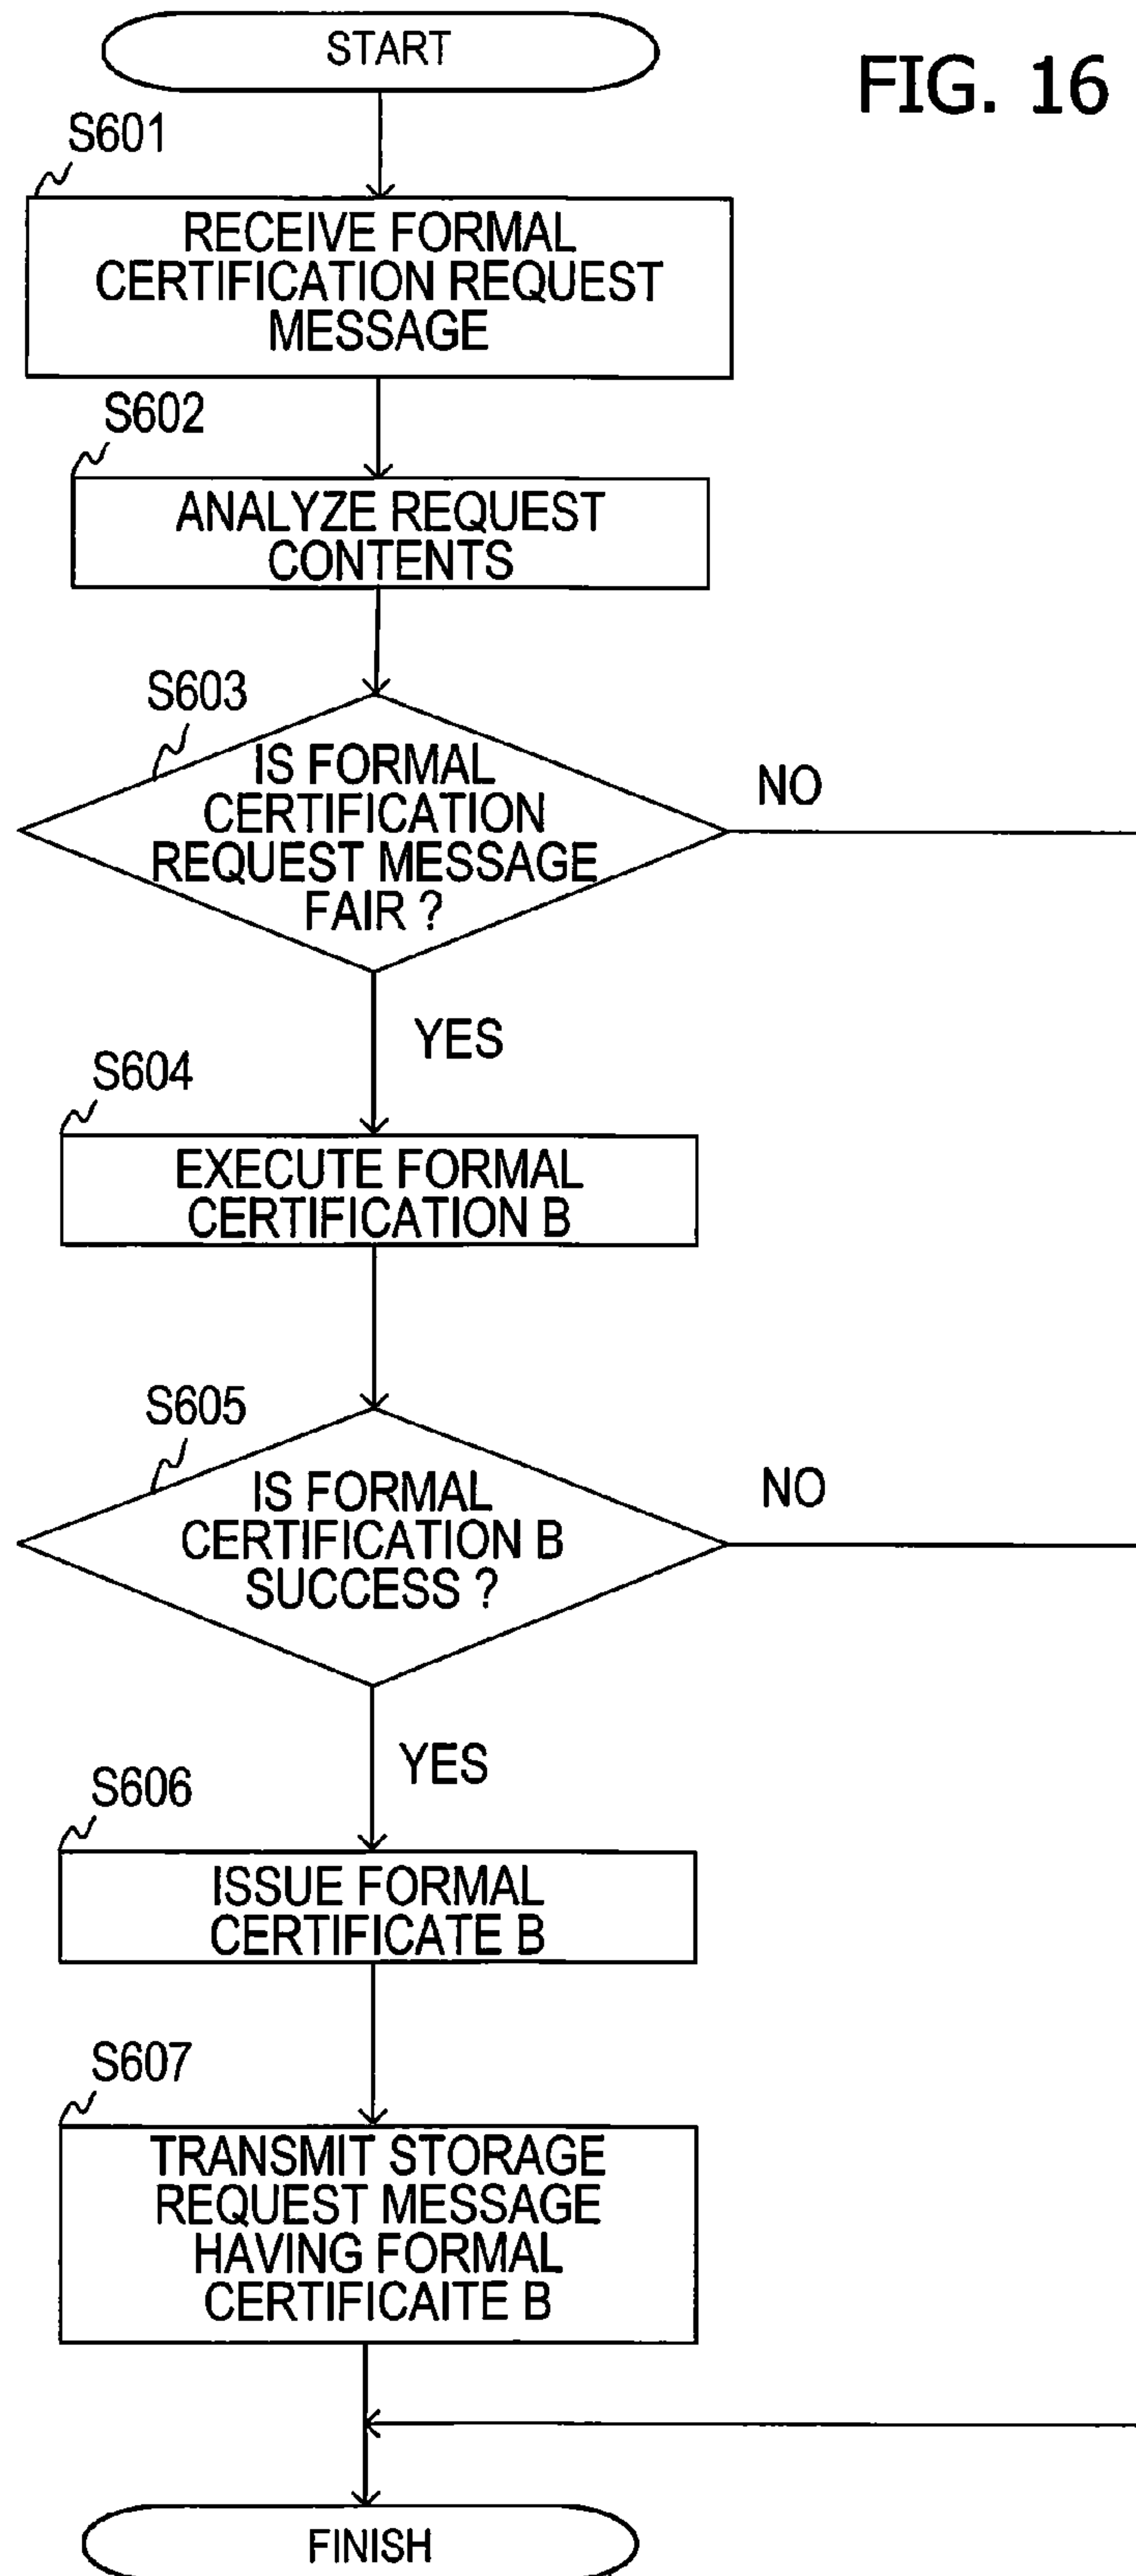 START
FIG. 16
S601
RECEIVE FORMAL
CERTIFICATION REQUEST
MESSAGE
S602
ANALYZE REQUEST
CONTENTS
S603
IS FORMAL
CERTIFICATION
REQUEST MESSAGE
FAIR ?
NO
YES
S604
EXECUTE FORMAL
CERTIFICATION B
S605
IS FORMAL
CERTIFICATION B
SUCCESS ?
NO
YES
S606
ISSUE FORMAL
CERTIFICATE B
S607
TRANSMIT STORAGE
REQUEST MESSAGE
HAVING FORMAL
CERTIFICAITE B
FINISH